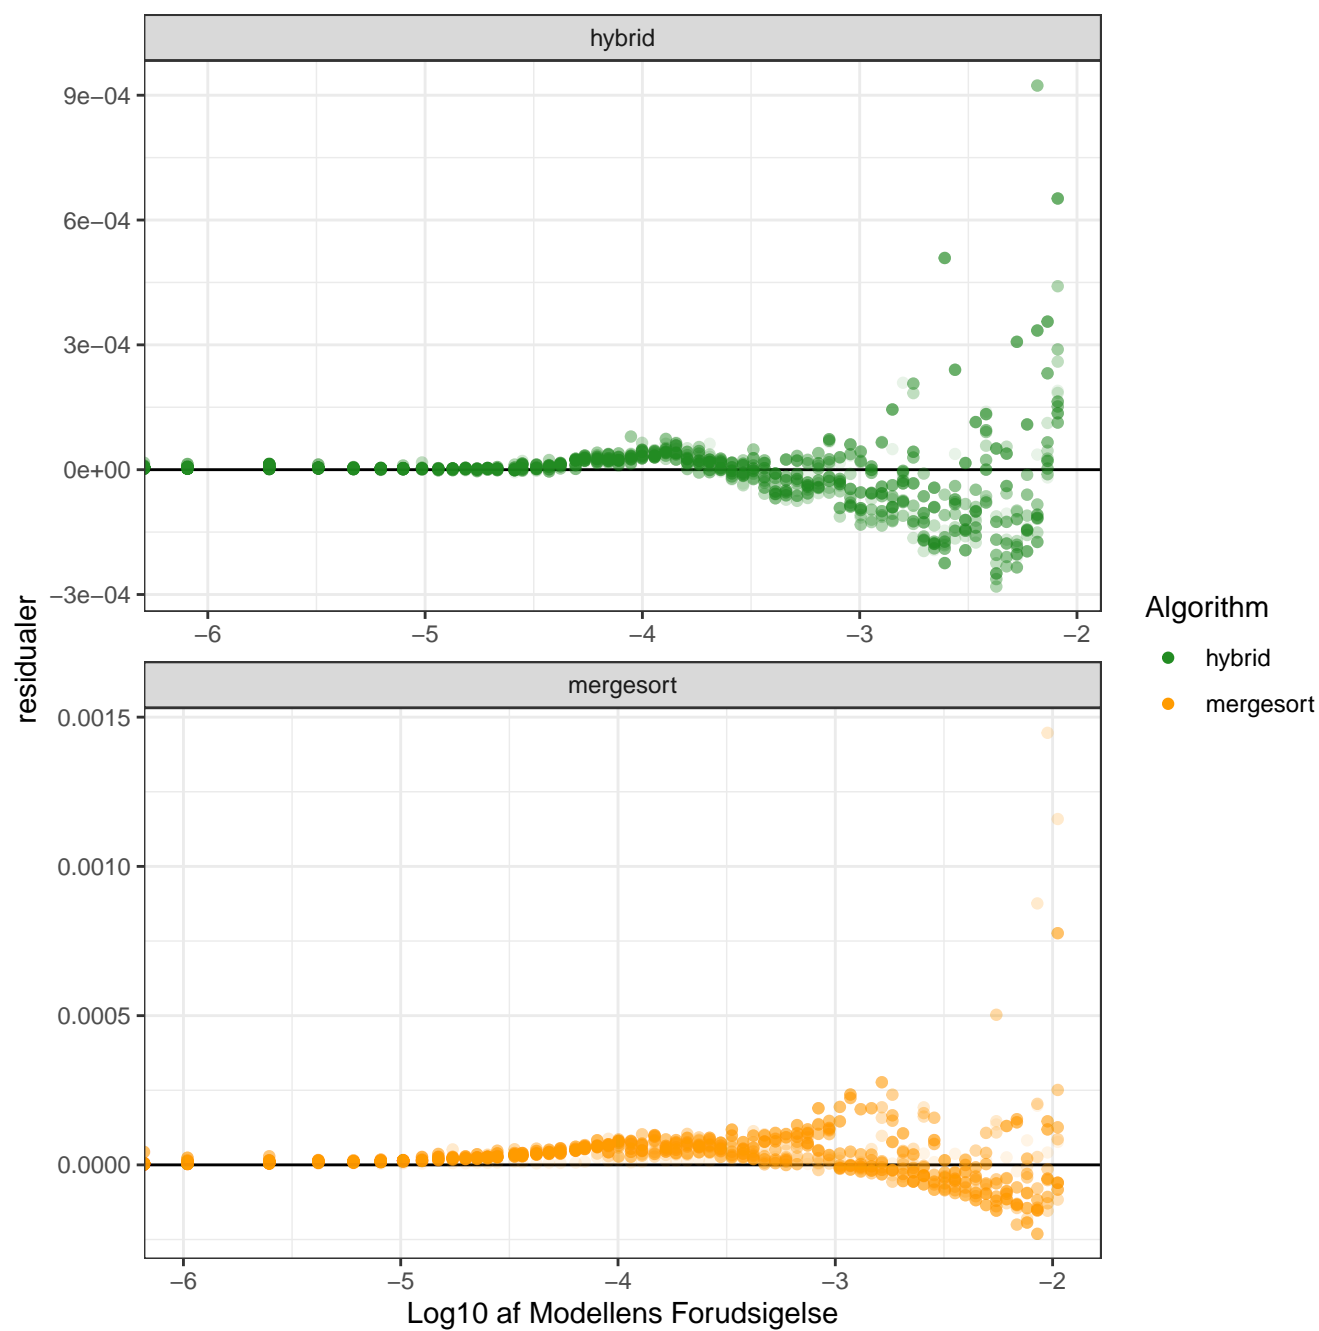 hybrid
9e−04
6e−04
3e−04
0e+00
−3e−04
−6
−5
−4
−3
−2
residualer
mergesort
0.0015
0.0010
0.0005
0.0000
−6
−5
−4
−3
−2
Log10 af Modellens Forudsigelse
Algorithm
hybrid
mergesort